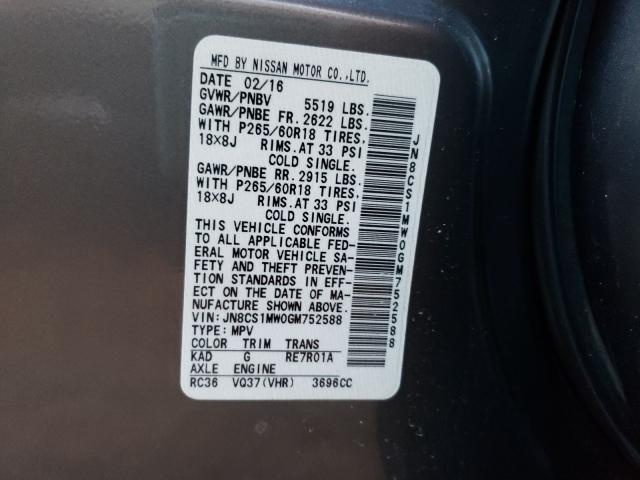 MFD BY NISSAN MOTOR CO.,LTD.
DATE 02/16
GVWR/PNBV 5519 LBS.
GAWR/PNBE FR. 2622 LBS.
WITH P265/60R18 TIRES.
18X8J RIMS.AT 33 PSI
COLD SINGLE.
GAWR/PNBE RR. 2915 LBS.
WITH P265/60R18 TIRES.
18X8J RIMS.AT 33 PSI
COLD SINGLE.
THIS VEHICLE CONFORMS
TO ALL APPLICABLE FED-
ERAL MOTOR VEHICLE SA-
FETY AND THEFT PREVEN-
TION STANDARDS IN EFF-
ECT ON THE DATE OF MA-
NUFACTURE SHOWN ABOVE.
VIN: JN8CS1MW0GM752588
TYPE: MPV
COLOR TRIM TRANS
KAD G RE7R01A
AXLE ENGINE
RC36 VQ37(VHR) 3696CC
JN8CS1MW0GM752588